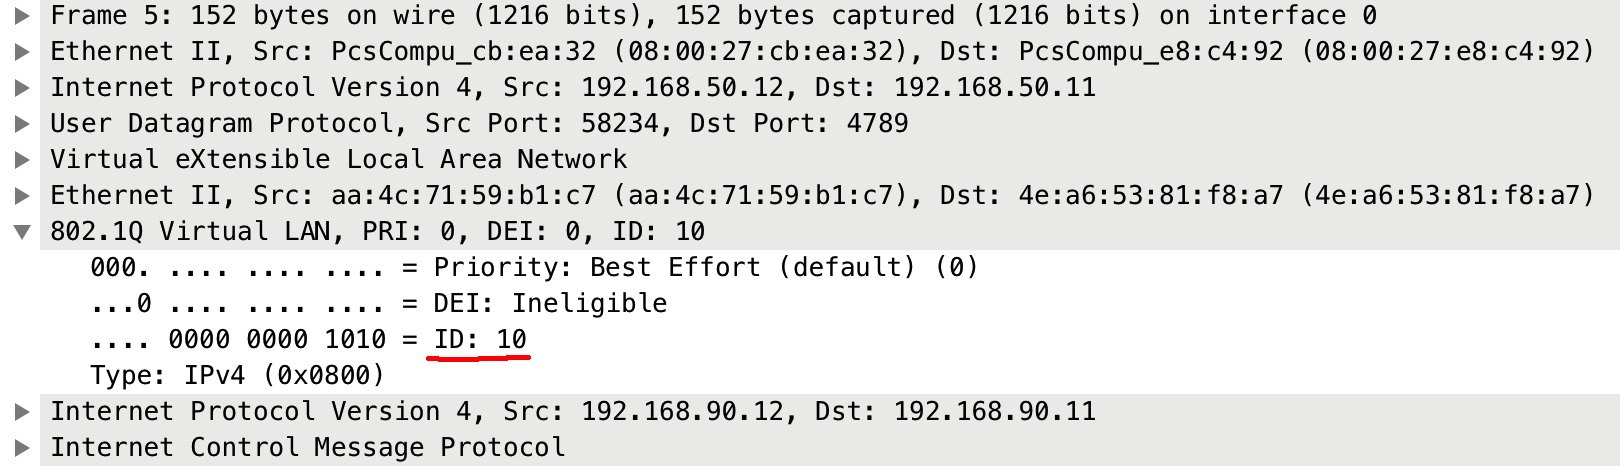 Frame 5: 152 bytes on wire (1216 bits), 152 bytes captured (1216 bits) on interface 0
Ethernet II, Src: PcsCompu_cb:ea:32 (08:00:27:cb:ea:32), Dst: PcsCompu_e8:c4:92 (08:00:27:e8:c4:92)
Internet Protocol Version 4, Src: 192.168.50.12, Dst: 192.168.50.11
User Datagram Protocol, Src Port: 58234, Dst Port: 4789
Virtual eXtensible Local Area Network
Ethernet II, Src: aa:4c:71:59:b1:c7 (aa:4c:71:59:b1:c7), Dst: 4e:a6:53:81:f8:a7 (4e:a6:53:81:f8:a7)
802.1Q Virtual LAN, PRI: 0, DEI: 0, ID: 10
000. .... .... .... = Priority: Best Effort (default) (0)
...0 .... .... .... = DEI: Ineligible
.... 0000 0000 1010 = ID: 10
Type: IPv4 (0x0800)
Internet Protocol Version 4, Src: 192.168.90.12, Dst: 192.168.90.11
Internet Control Message Protocol